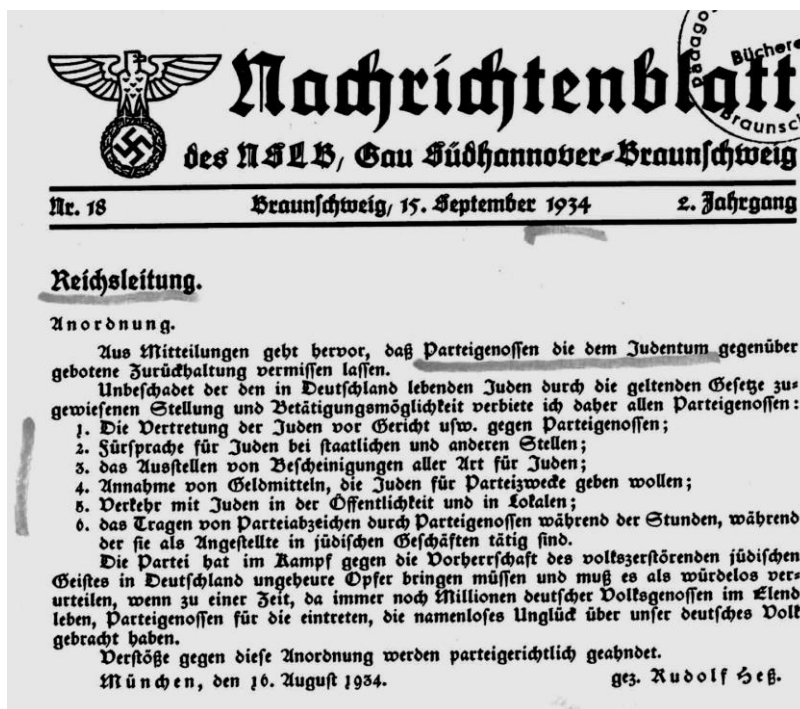 Pädagog
Büchere
Braunsch
Nachrichtenblatt
des NSLB, Gau Südhannover-Braunschweig
Nr. 18 Braunschweig, 15. September 1934 2. Jahrgang
Reichsleitung.
Anordnung.
Aus Mitteilungen geht hervor, daß Parteigenossen die dem Judentum gegenüber
gebotene Zurückhaltung vermissen lassen.
Unbeschadet der den in Deutschland lebenden Juden durch die geltenden Gesetze zu-
gewiesenen Stellung und Betätigungsmöglichkeit verbiete ich daher allen Parteigenossen:
1. Die Vertretung der Juden vor Gericht usw. gegen Parteigenossen;
2. Fürsprache für Juden bei staatlichen und anderen Stellen;
3. das Ausstellen von Bescheinigungen aller Art für Juden;
4. Annahme von Geldmitteln, die Juden für Parteizwecke geben wollen;
5. Verkehr mit Juden in der Öffentlichkeit und in Lokalen;
6. das Tragen von Parteiabzeichen durch Parteigenossen während der Stunden, während
der sie als Angestellte in jüdischen Geschäften tätig sind.
Die Partei hat im Kampf gegen die Vorherrschaft des volkszerstörenden jüdischen
Geistes in Deutschland ungeheure Opfer bringen müssen und muß es als würdelos ver-
urteilen, wenn zu einer Zeit, da immer noch Millionen deutscher Volksgenossen im Elend
leben, Parteigenossen für die eintreten, die namenloses Unglück über unser deutsches Volk
gebracht haben.
Verstöße gegen diese Anordnung werden parteigerichtlich geahndet.
München, den 16. August 1934. gez. Rudolf Heß.